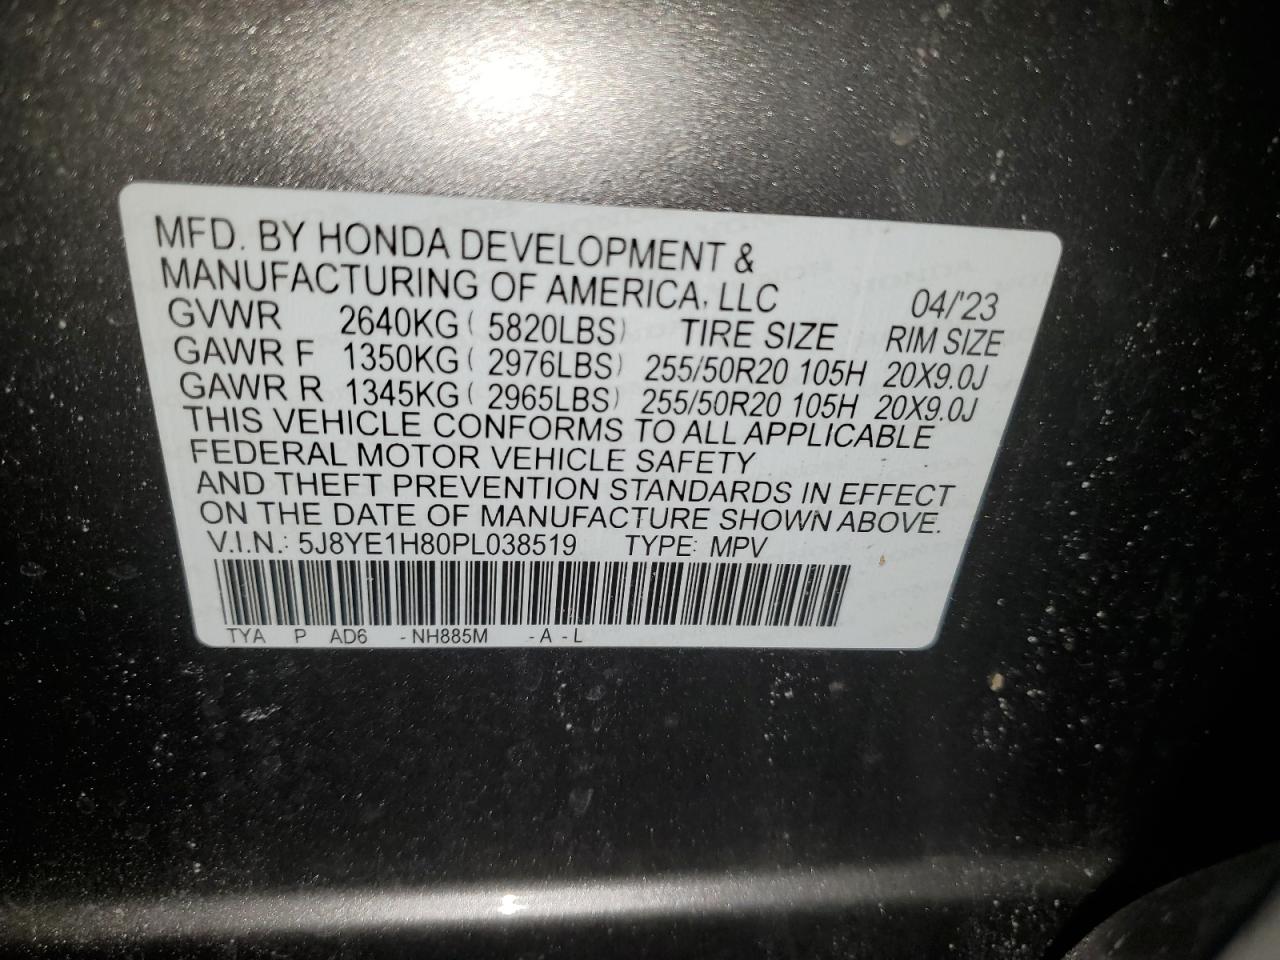 MFD. BY HONDA DEVELOPMENT &
MANUFACTURING OF AMERICA, LLC 04/'23
GVWR 2640KG ( 5820LBS) TIRE SIZE RIM SIZE
GAWR F 1350KG ( 2976LBS) 255/50R20 105H 20X9.0J
GAWR R 1345KG ( 2965LBS) 255/50R20 105H 20X9.0J
THIS VEHICLE CONFORMS TO ALL APPLICABLE
FEDERAL MOTOR VEHICLE SAFETY
AND THEFT PREVENTION STANDARDS IN EFFECT
ON THE DATE OF MANUFACTURE SHOWN ABOVE.
V.I.N.: 5J8YE1H80PL038519 TYPE: MPV
TYA P AD6 -NH885M -A -L